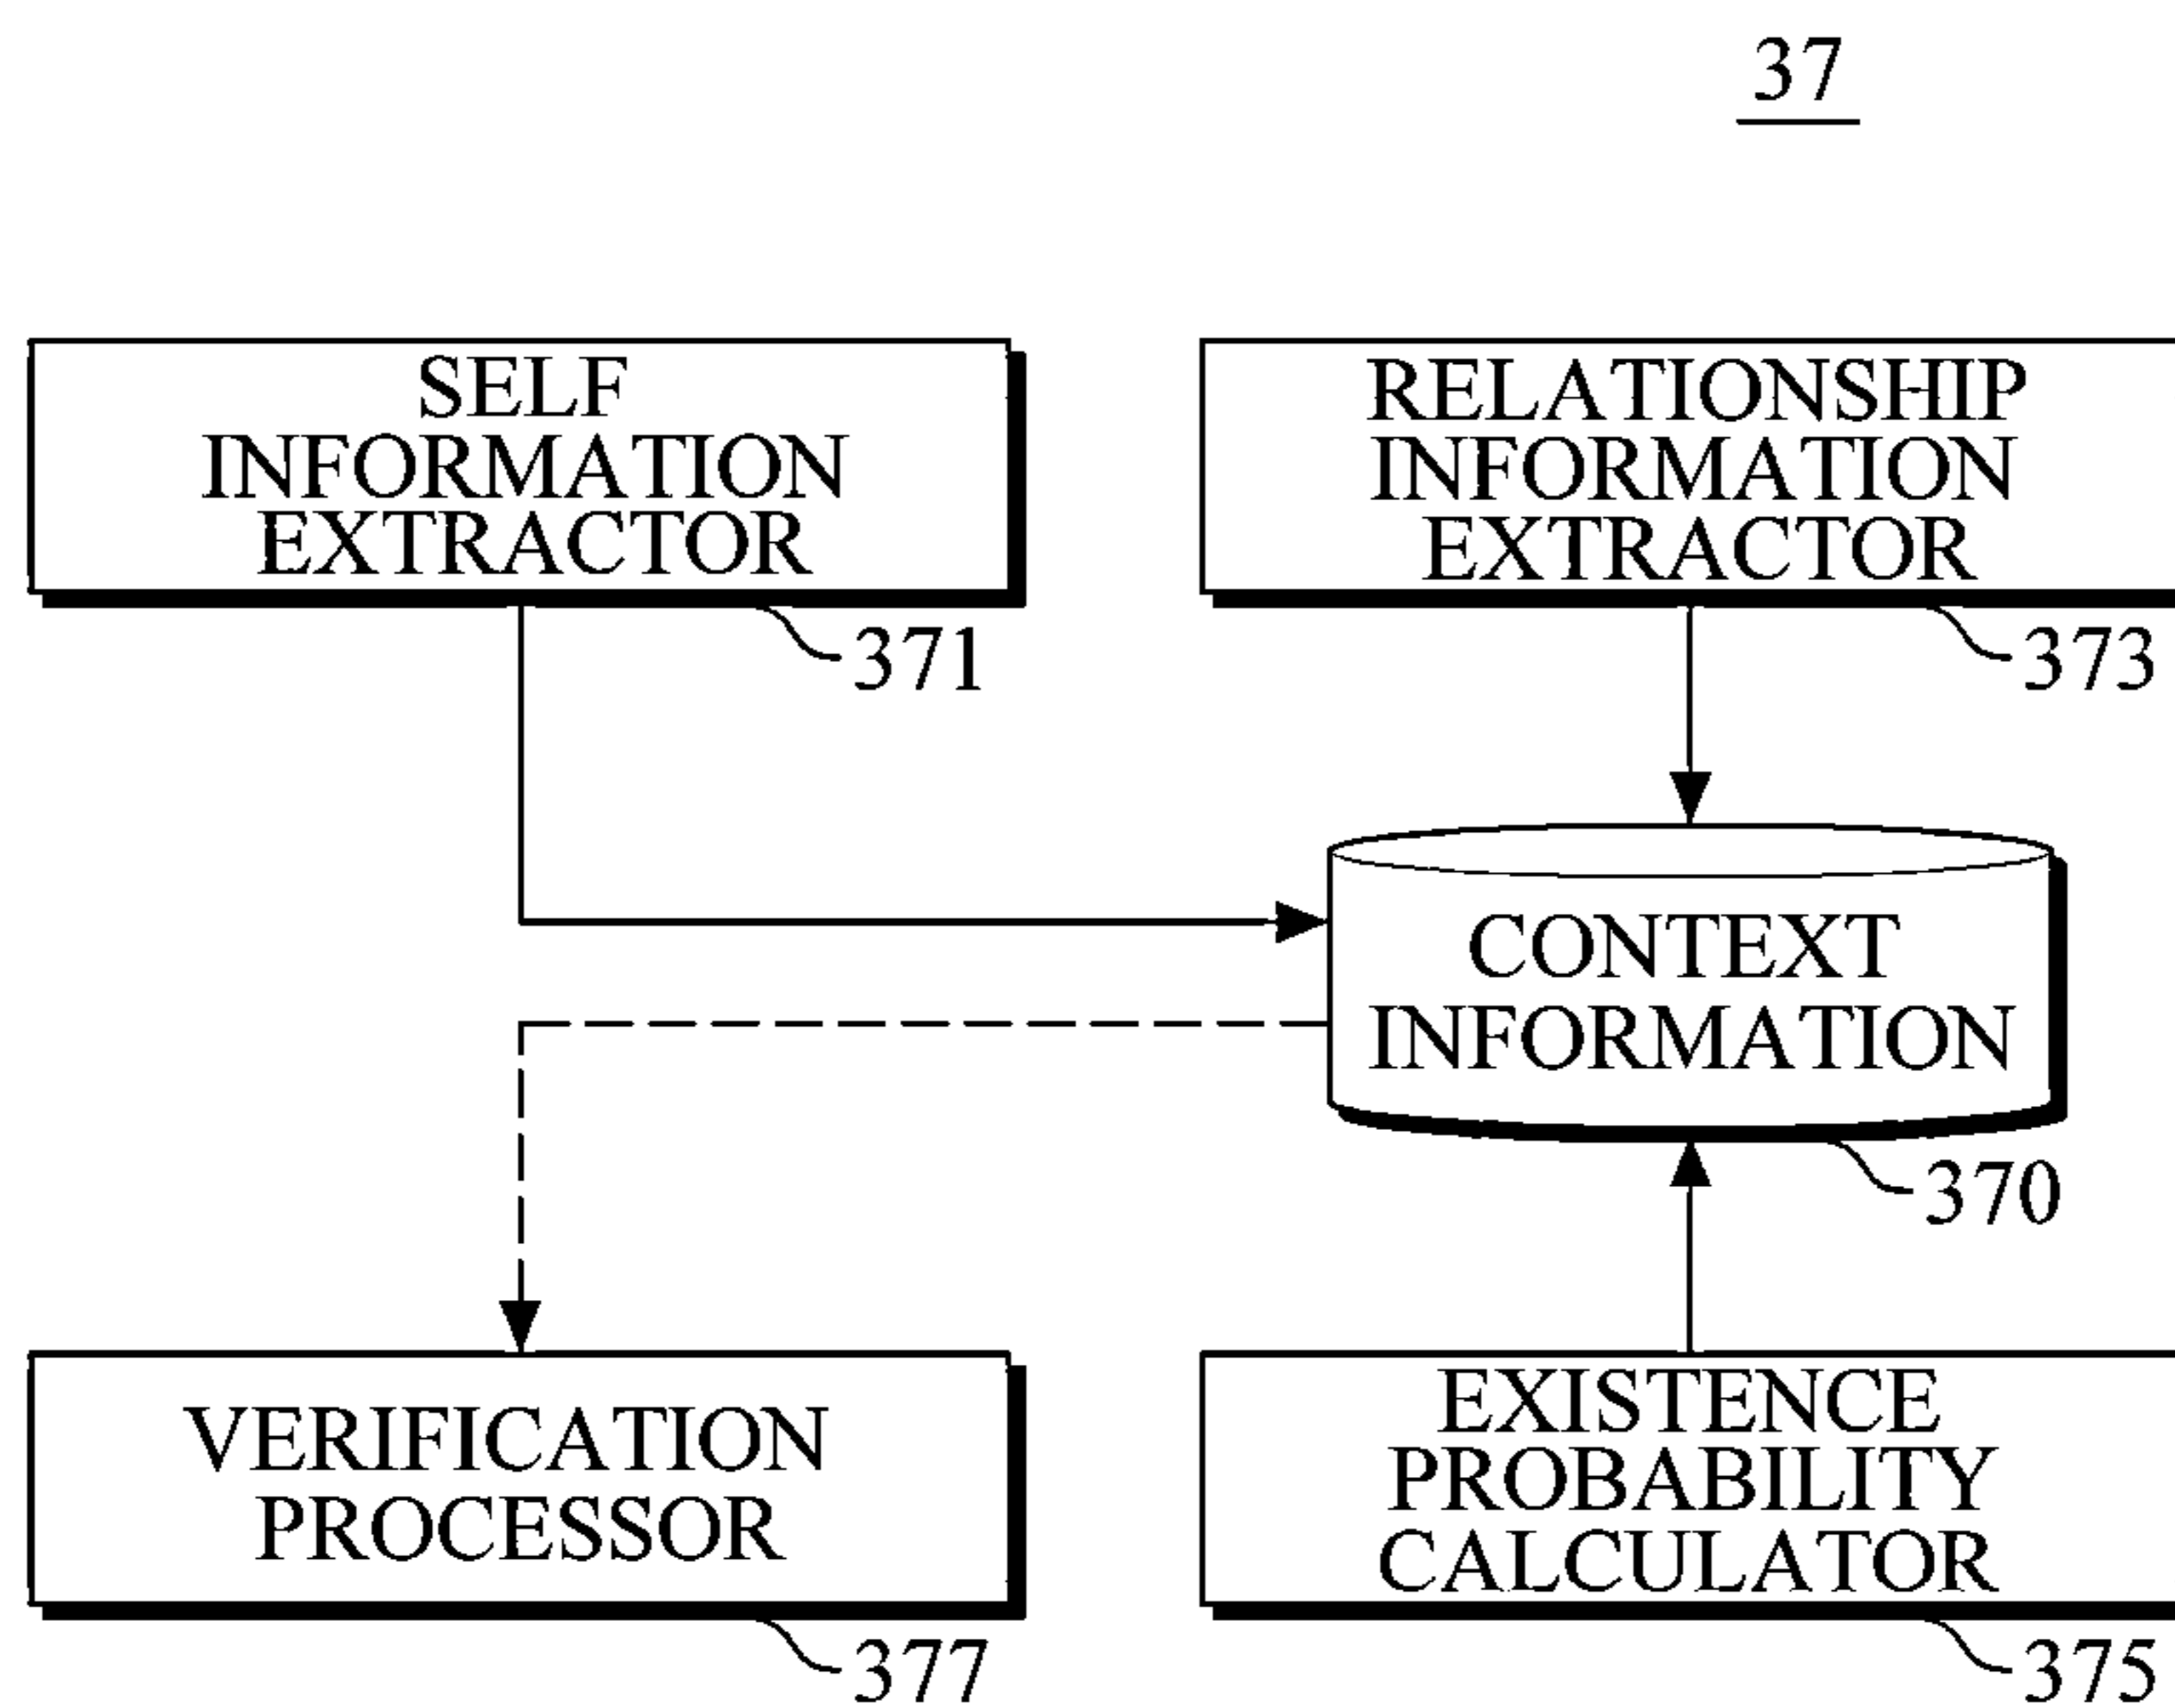 37
SELF
INFORMATION
EXTRACTOR
371
RELATIONSHIP
INFORMATION
EXTRACTOR
373
CONTEXT
INFORMATION
370
VERIFICATION
PROCESSOR
377
EXISTENCE
PROBABILITY
CALCULATOR
375